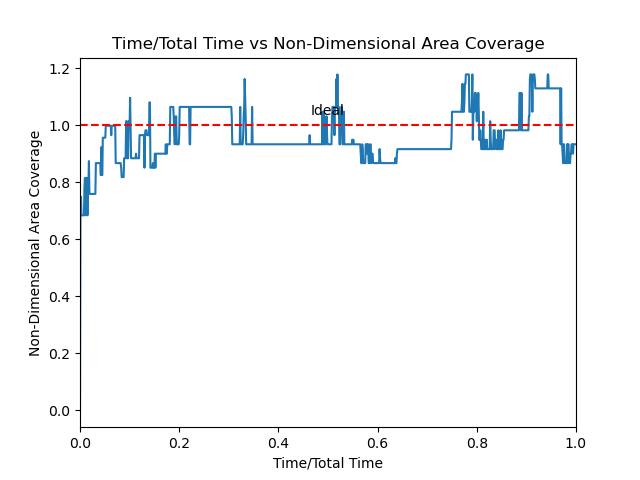 Time/Total Time vs Non-Dimensional Area Coverage
1.2
1.0
0.8
0.6
0.4
0.2
0.0
Non-Dimensional Area Coverage
Ideal
0.0 0.2 0.4 0.6 0.8 1.0
Time/Total Time